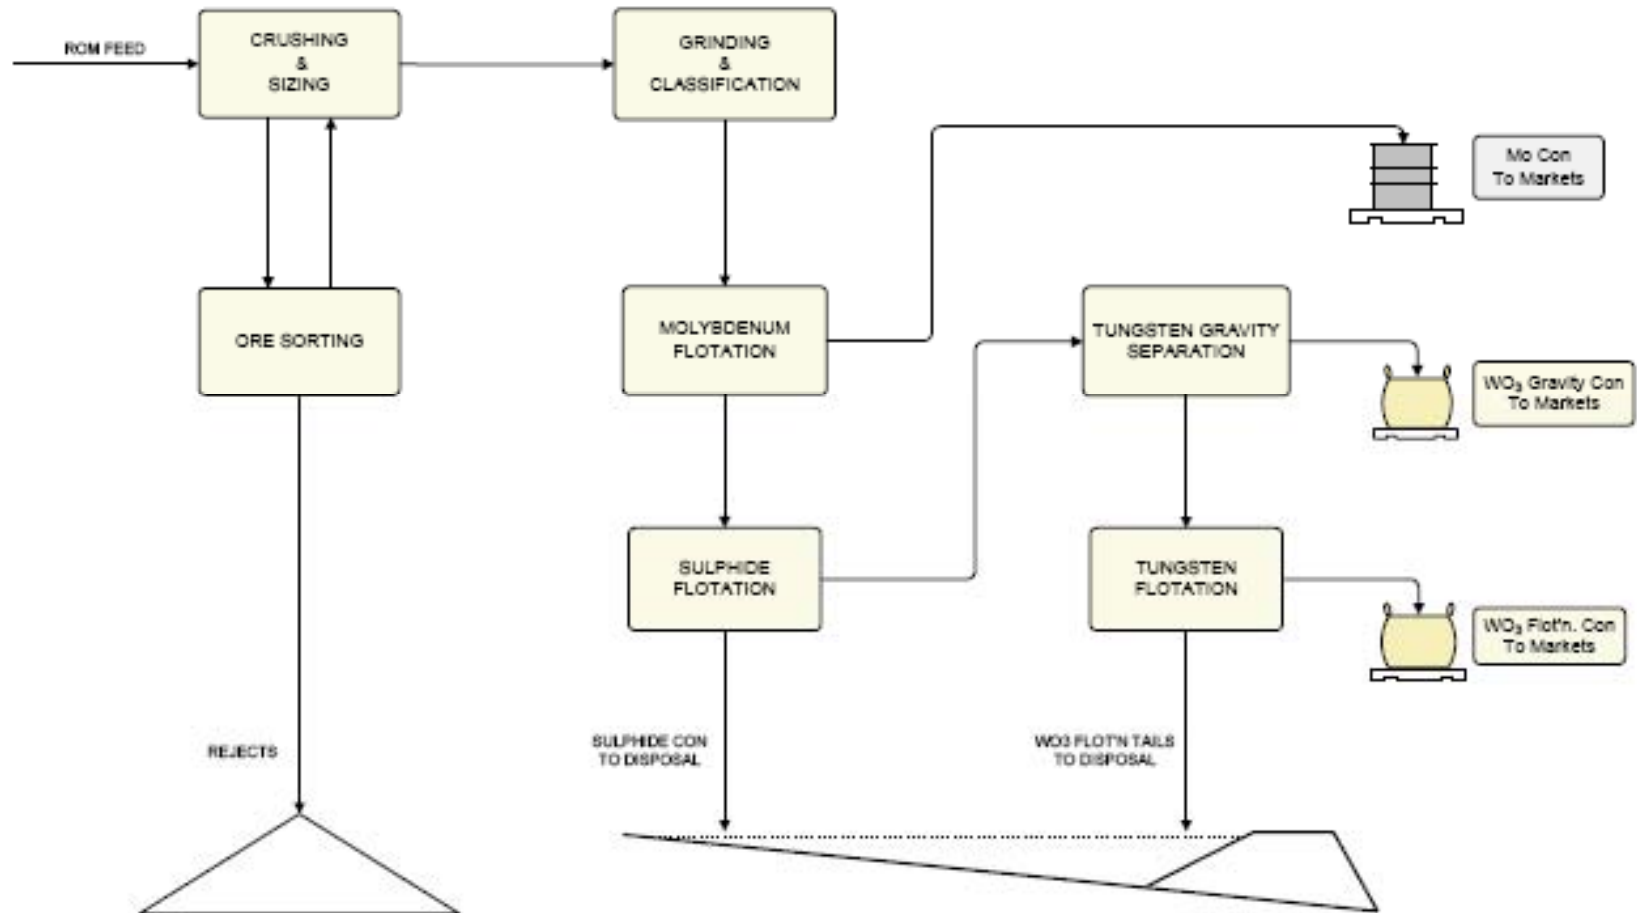 ROM FEED
CRUSHING
&
SIZING
GRINDING
&
CLASSIFICATION
Mo Con
To Markets
ORE SORTING
MOLYBDENUM
FLOTATION
TUNGSTEN GRAVITY
SEPARATION
WO₃ Gravity Con
To Markets
SULPHIDE
FLOTATION
TUNGSTEN
FLOTATION
WO₃ Flot'n. Con
To Markets
REJECTS
SULPHIDE CON
TO DISPOSAL
WO3 FLOT'N TAILS
TO DISPOSAL